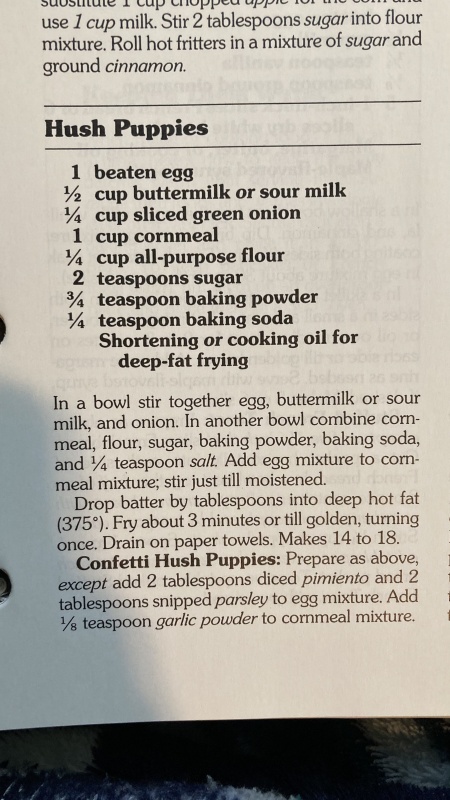 substitute 1 cup chopped apple for the corn and
use 1 cup milk. Stir 2 tablespoons sugar into flour
mixture. Roll hot fritters in a mixture of sugar and
ground cinnamon.
Hush Puppies
1 beaten egg
½ cup buttermilk or sour milk
¼ cup sliced green onion
1 cup cornmeal
¼ cup all-purpose flour
2 teaspoons sugar
¾ teaspoon baking powder
¼ teaspoon baking soda
Shortening or cooking oil for
deep-fat frying
In a bowl stir together egg, buttermilk or sour
milk, and onion. In another bowl combine corn-
meal, flour, sugar, baking powder, baking soda,
and ¼ teaspoon salt. Add egg mixture to corn-
meal mixture; stir just till moistened.
Drop batter by tablespoons into deep hot fat
(375°). Fry about 3 minutes or till golden, turning
once. Drain on paper towels. Makes 14 to 18.
Confetti Hush Puppies: Prepare as above,
except add 2 tablespoons diced pimiento and 2
tablespoons snipped parsley to egg mixture. Add
⅛ teaspoon garlic powder to cornmeal mixture.